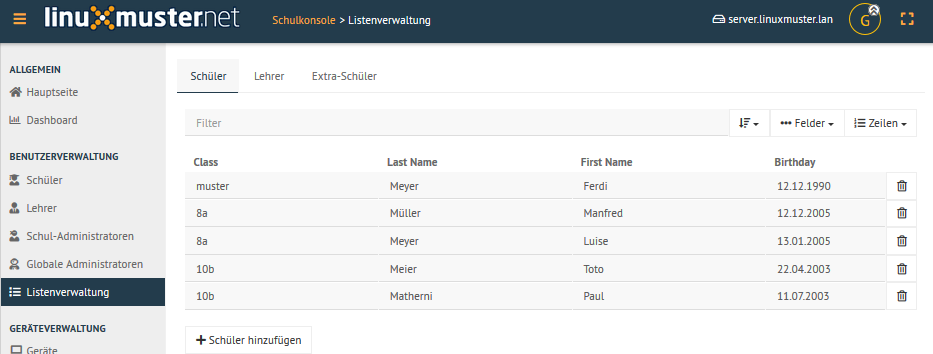 linuxmuster.net
Schulkonsole > Listenverwaltung
server.linuxmuster.lan
G
ALLGEMEIN
Hauptseite
Dashboard
BENUTZERVERWALTUNG
Schüler
Lehrer
Schul-Administratoren
Globale Administratoren
Listenverwaltung
GERÄTEVERWALTUNG
Geräte
Schüler Lehrer Extra-Schüler
Filter
Felder Zeilen
Class Last Name First Name Birthday
muster Meyer Ferdi 12.12.1990
8a Müller Manfred 12.12.2005
8a Meyer Luise 13.01.2005
10b Meier Toto 22.04.2003
10b Matherni Paul 11.07.2003
+ Schüler hinzufügen